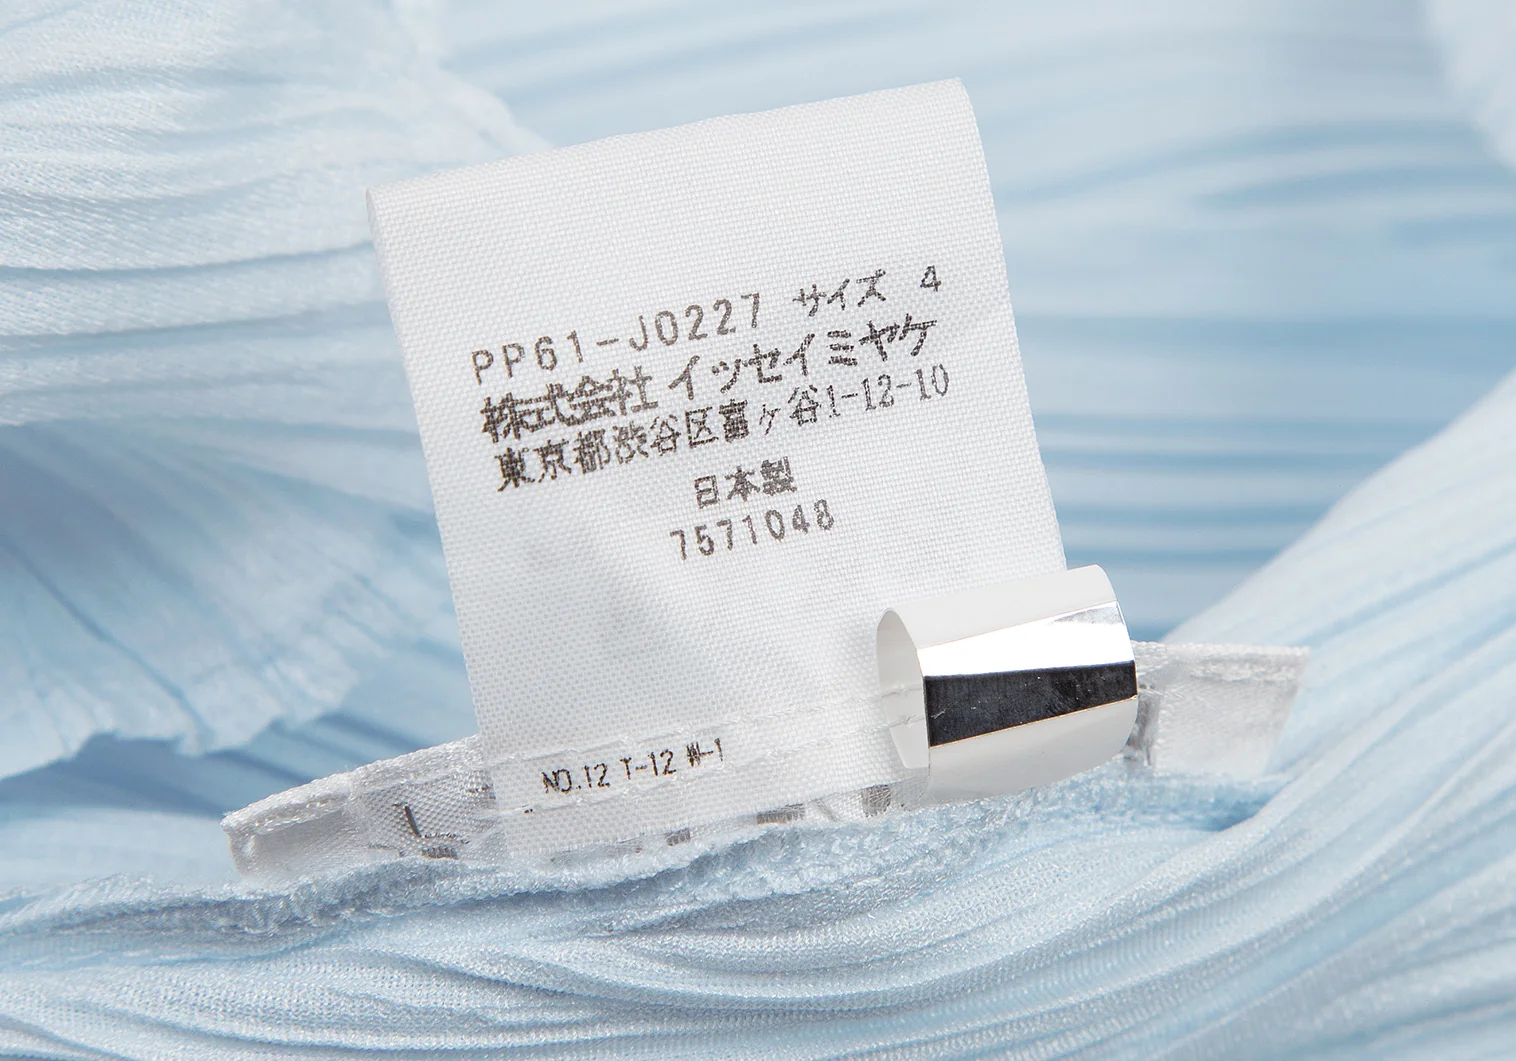 PP61-J0227 サイズ 4
株式会社 イッセイミヤケ
東京都渋谷区富ヶ谷1-12-10
日本製
7571048
NO.12 T-12 W-1